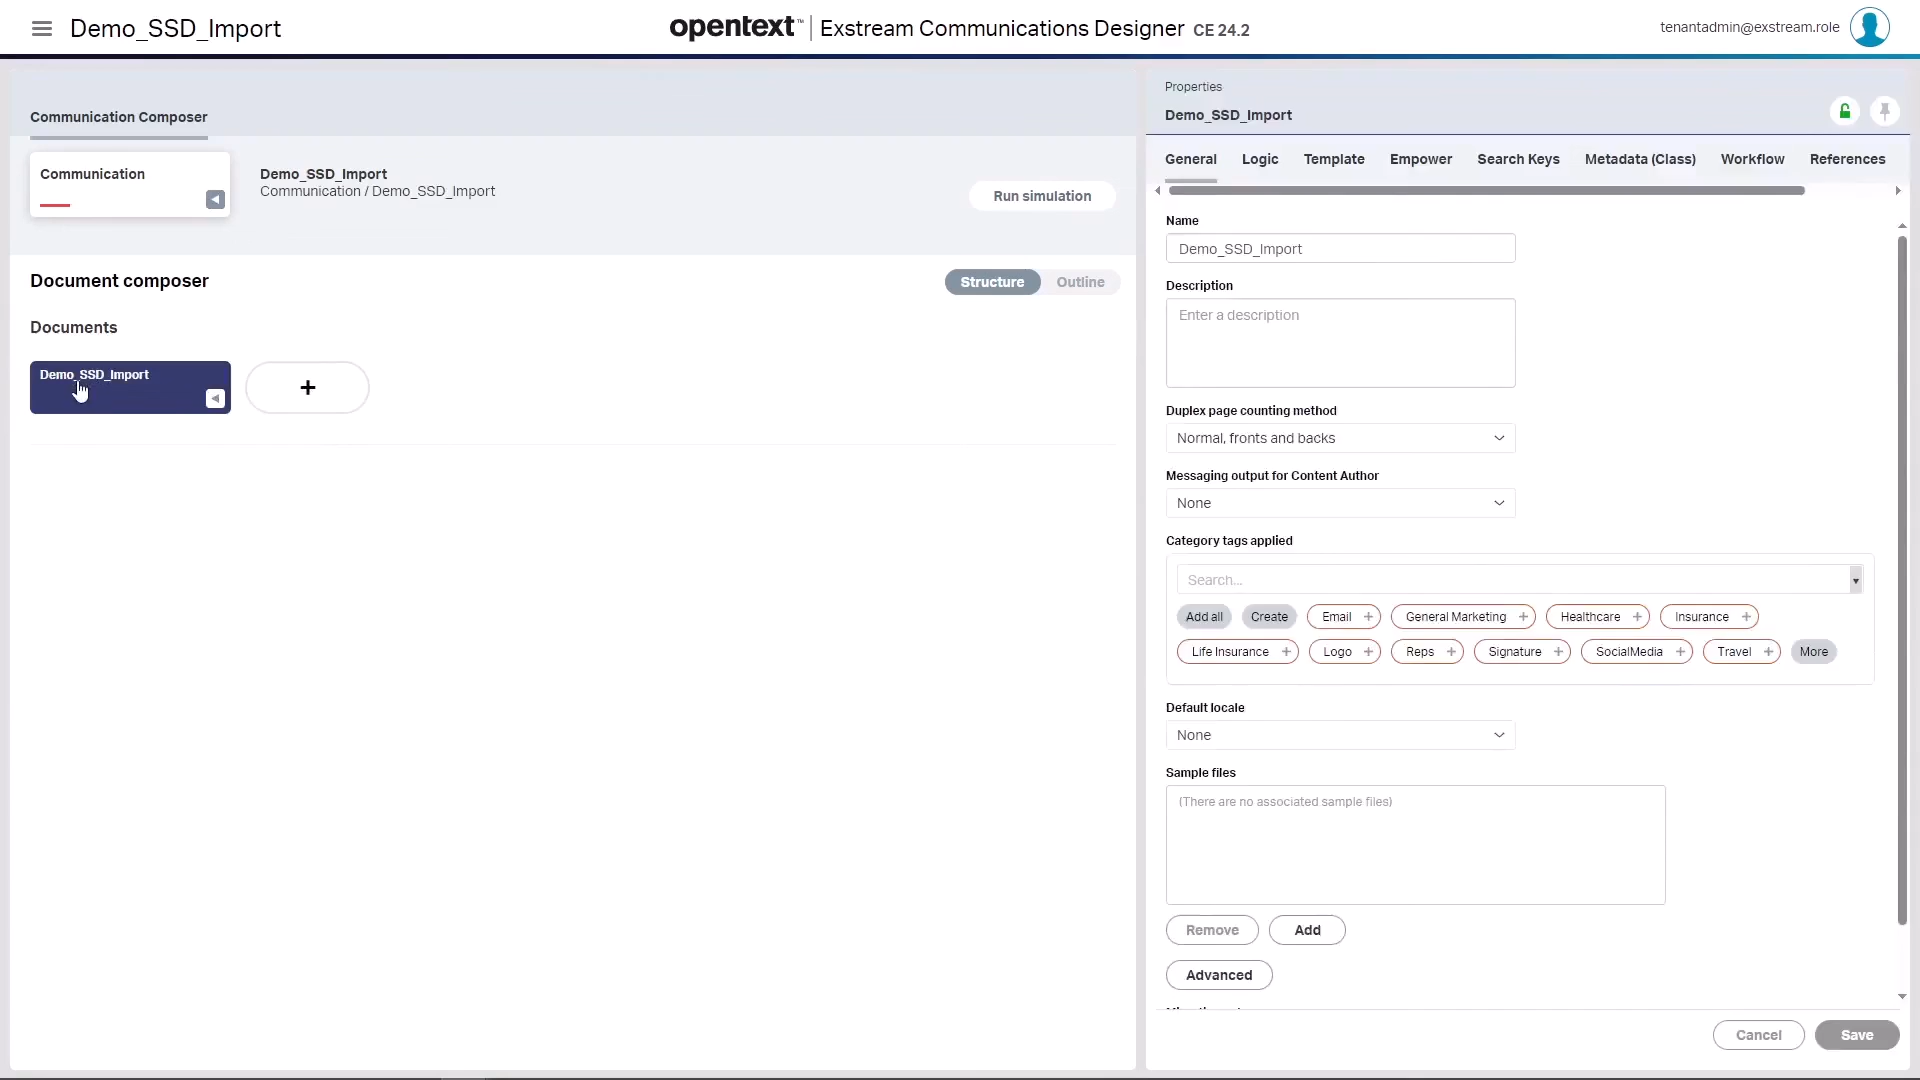 Demo_SSD_Import
opentext™ | Exstream Communications Designer CE 24.2
tenantadmin@exstream.role
Communication Composer
Communication
Demo_SSD_Import
Communication / Demo_SSD_Import
Run simulation
Document composer
Structure
Outline
Documents
Demo_SSD_Import
+
Properties
Demo_SSD_Import
General Logic Template Empower Search Keys Metadata (Class) Workflow References
Name
Demo_SSD_Import
Description
Enter a description
Duplex page counting method
Normal, fronts and backs
Messaging output for Content Author
None
Category tags applied
Search...
Add all Create Email + General Marketing + Healthcare + Insurance +
Life Insurance + Logo + Reps + Signature + SocialMedia + Travel + More
Default locale
None
Sample files
(There are no associated sample files)
Remove Add
Advanced
Cancel Save